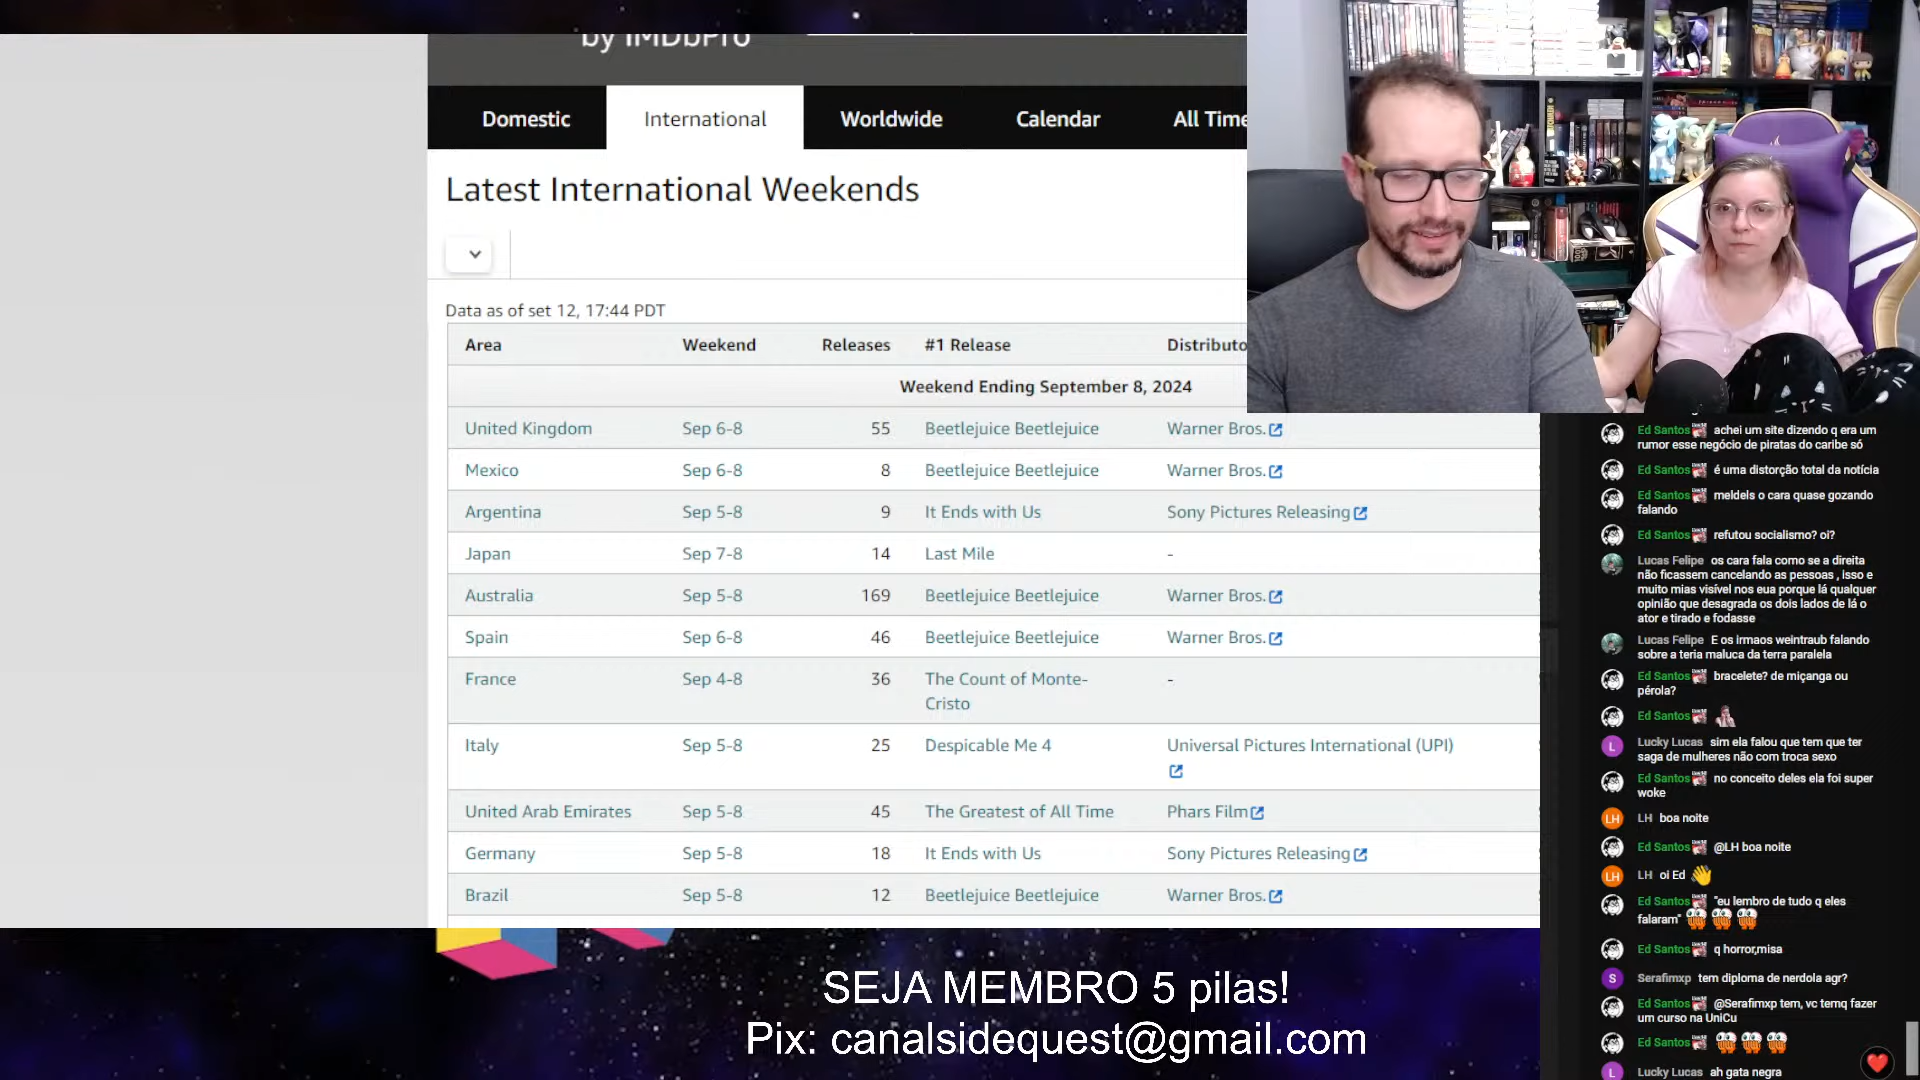 by IMDbPro
Domestic International Worldwide Calendar All Time
Latest International Weekends
Data as of set 12, 17:44 PDT
Area Weekend Releases #1 Release Distributo
Weekend Ending September 8, 2024
United Kingdom Sep 6-8 55 Beetlejuice Beetlejuice Warner Bros.
Mexico Sep 6-8 8 Beetlejuice Beetlejuice Warner Bros.
Argentina Sep 5-8 9 It Ends with Us Sony Pictures Releasing
Japan Sep 7-8 14 Last Mile -
Australia Sep 5-8 169 Beetlejuice Beetlejuice Warner Bros.
Spain Sep 6-8 46 Beetlejuice Beetlejuice Warner Bros.
France Sep 4-8 36 The Count of Monte-
Cristo -
Italy Sep 5-8 25 Despicable Me 4 Universal Pictures International (UPI)
United Arab Emirates Sep 5-8 45 The Greatest of All Time Phars Film
Germany Sep 5-8 18 It Ends with Us Sony Pictures Releasing
Brazil Sep 5-8 12 Beetlejuice Beetlejuice Warner Bros.
SEJA MEMBRO 5 pilas!
Pix: canalsidequest@gmail.com
Ed Santos achei um site dizendo q era um
rumor esse negócio de piratas do caribe só
Ed Santos é uma distorção total da notícia
Ed Santos meldels o cara quase gozando
falando
Ed Santos refutou socialismo? oi?
Lucas Felipe os cara fala como se a direita
não ficassem cancelando as pessoas , isso e
muito mias visível nos eua porque lá qualquer
opinião que desagrada os dois lados de lá o
ator e tirado e fodasse
Lucas Felipe E os irmaos weintraub falando
sobre a teria maluca da terra paralela
Ed Santos bracelete? de miçanga ou
pérola?
Ed Santos
L Lucky Lucas sim ela falou que tem que ter
saga de mulheres não com troca sexo
Ed Santos no conceito deles ela foi super
woke
LH LH boa noite
Ed Santos @LH boa noite
LH LH oi Ed
Ed Santos "eu lembro de tudo q eles
falaram"
Ed Santos q horror,misa
S Serafimxp tem diploma de nerdola agr?
Ed Santos @Serafimxp tem, vc temq fazer
um curso na UniCu
Ed Santos
L Lucky Lucas ah gata negra